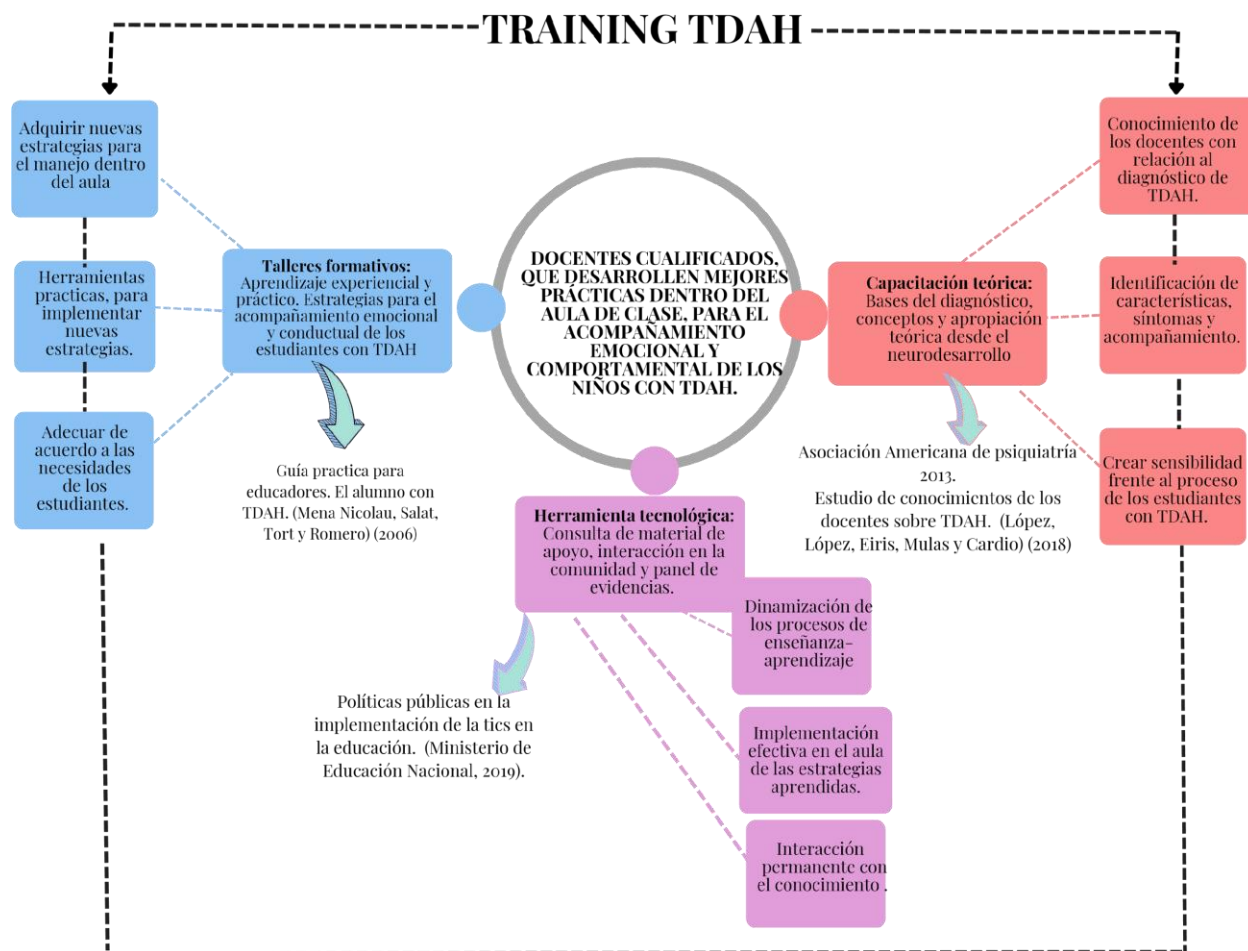 TRAINING TDAH
Adquirir nuevas
estrategias para
el manejo dentro
del aula
Herramientas
practicas, para
implementar
nuevas
estrategias.
Adecuar de
acuerdo a las
necesidades
de los
estudiantes.
Talleres formativos:
Aprendizaje experiencial y
práctico. Estrategias para el
acompañamiento emocional
y conductual de los
estudiantes con TDAH
Guía practica para
educadores. El alumno con
TDAH. (Mena Nicolau, Salat,
Tort y Romero) (2006)
DOCENTES CUALIFICADOS,
QUE DESARROLLEN MEJORES
PRÁCTICAS DENTRO DEL
AULA DE CLASE, PARA EL
ACOMPAÑAMIENTO
EMOCIONAL Y
COMPORTAMENTAL DE LOS
NIÑOS CON TDAH.
Capacitación teórica:
Bases del diagnóstico,
conceptos y apropiación
teórica desde el
neurodesarrollo
Asociación Americana de psiquiatría
2013.
Estudio de conocimientos de los
docentes sobre TDAH. (López,
López, Eiris, Mulas y Cardio) (2018)
Conocimiento de
los docentes con
relación al
diagnóstico de
TDAH.
Identificación de
características,
síntomas y
acompañamiento.
Crear sensibilidad
frente al proceso
de los estudiantes
con TDAH.
Herramienta tecnológica:
Consulta de material de
apoyo, interacción en la
comunidad y panel de
evidencias.
Políticas públicas en la
implementación de la tics en
la educación. (Ministerio de
Educación Nacional, 2019).
Dinamización de
los procesos de
enseñanza-
aprendizaje
Implementación
efectiva en el aula
de las estrategias
aprendidas.
Interacción
permanente con
el conocimiento .